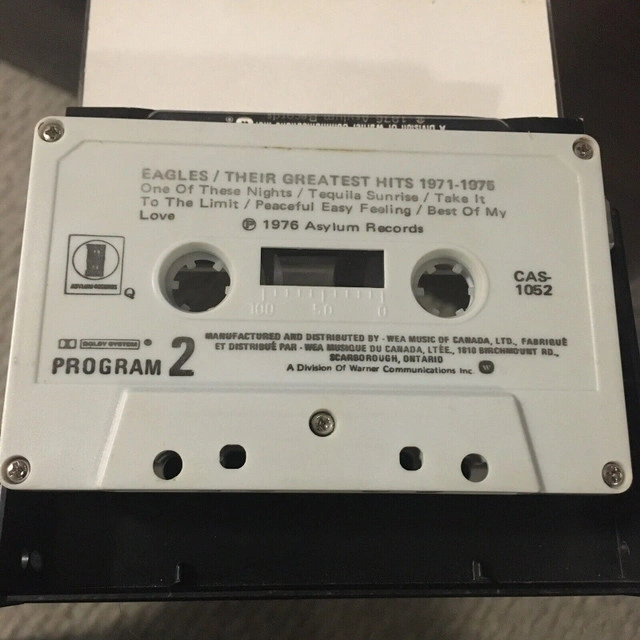 EAGLES / THEIR GREATEST HITS 1971-1975
One Of These Nights / Tequila Sunrise / Take It
To The Limit / Peaceful Easy Feeling / Best Of My
Love
℗ 1976 Asylum Records
ASYLUM RECORDS
Q
CAS-
1052
100 50 0
DOLBY SYSTEM ®
PROGRAM 2
MANUFACTURED AND DISTRIBUTED BY - WEA MUSIC OF CANADA, LTD., FABRIQUÉ
ET DISTRIBUÉ PAR - WEA MUSIQUE DU CANADA, LTÉE., 1810 BIRCHMOUNT RD.,
SCARBOROUGH, ONTARIO
A Division Of Warner Communications Inc.